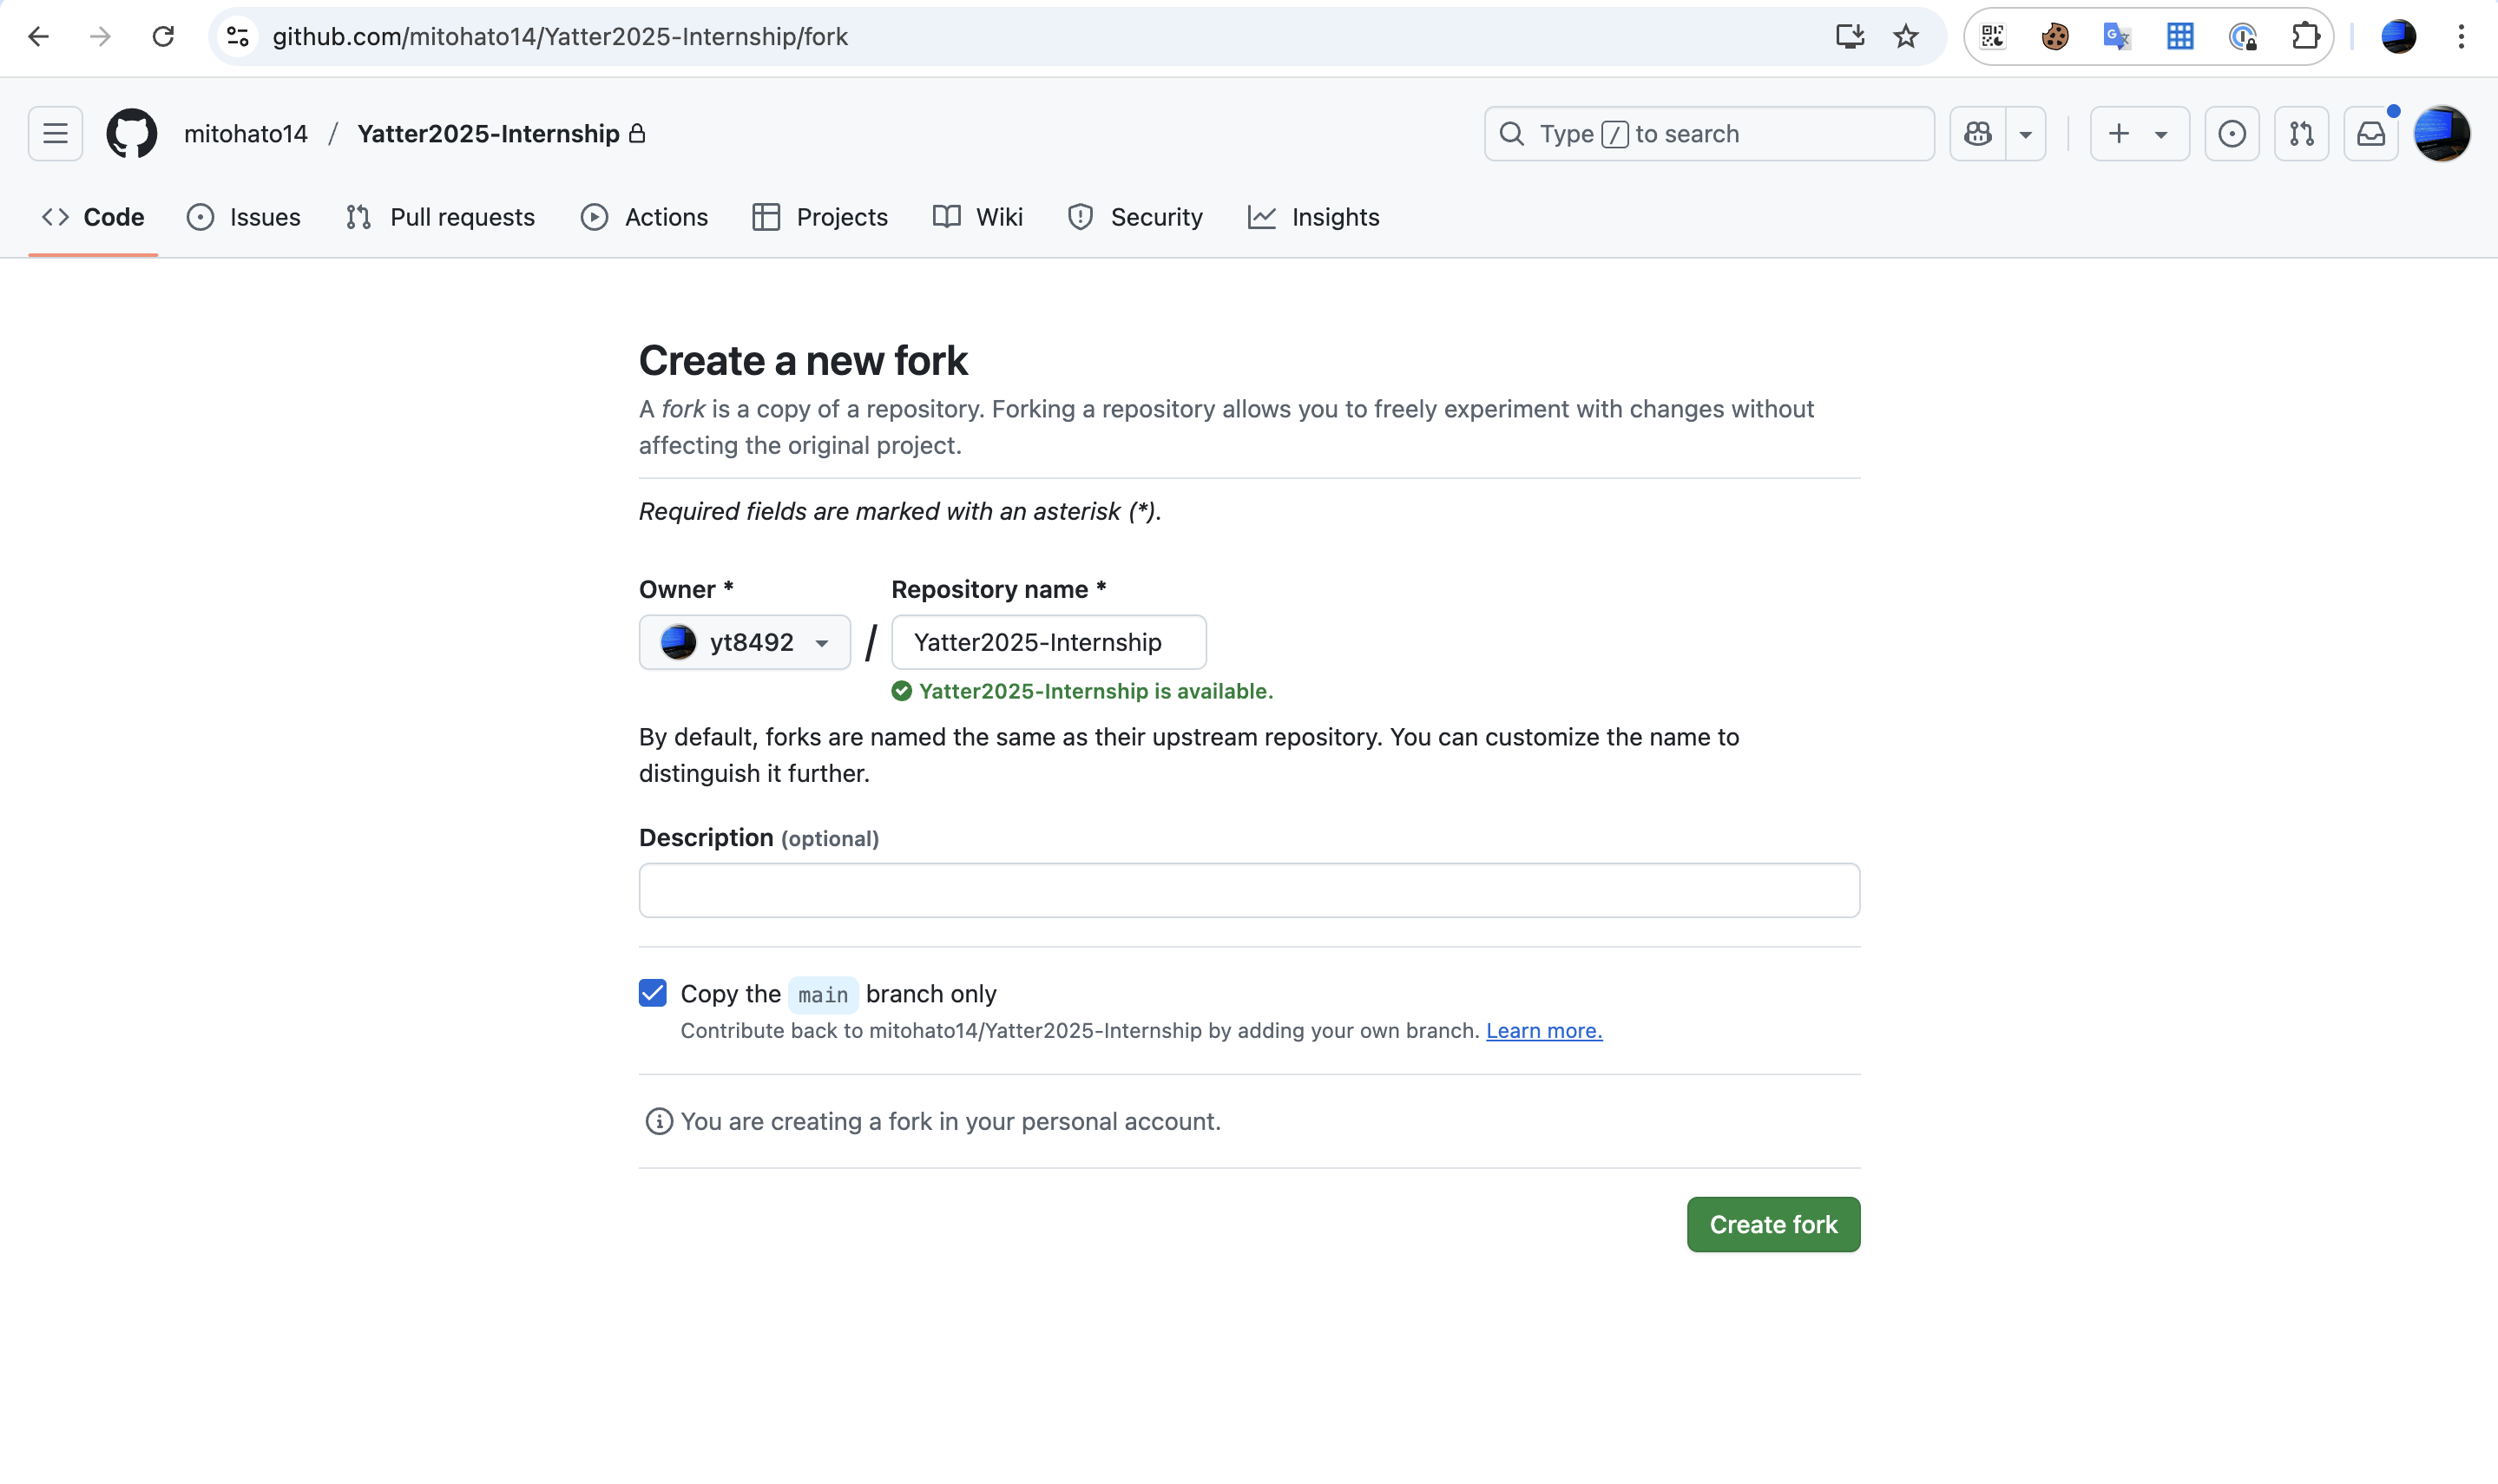 github.com/mitohato14/Yatter2025-Internship/fork
mitohato14 / Yatter2025-Internship
Type / to search
Code Issues Pull requests Actions Projects Wiki Security Insights
Create a new fork
A fork is a copy of a repository. Forking a repository allows you to freely experiment with changes without
affecting the original project.
Required fields are marked with an asterisk (*).
Owner * Repository name *
yt8492 / Yatter2025-Internship
Yatter2025-Internship is available.
By default, forks are named the same as their upstream repository. You can customize the name to
distinguish it further.
Description (optional)
Copy the main branch only
Contribute back to mitohato14/Yatter2025-Internship by adding your own branch. Learn more.
You are creating a fork in your personal account.
Create fork